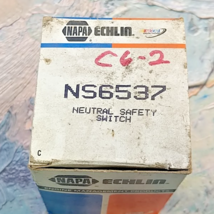 NAPA ECHLIN
C6-2
NS6537
NEUTRAL SAFETY
SWITCH
C
NAPA ECHLIN